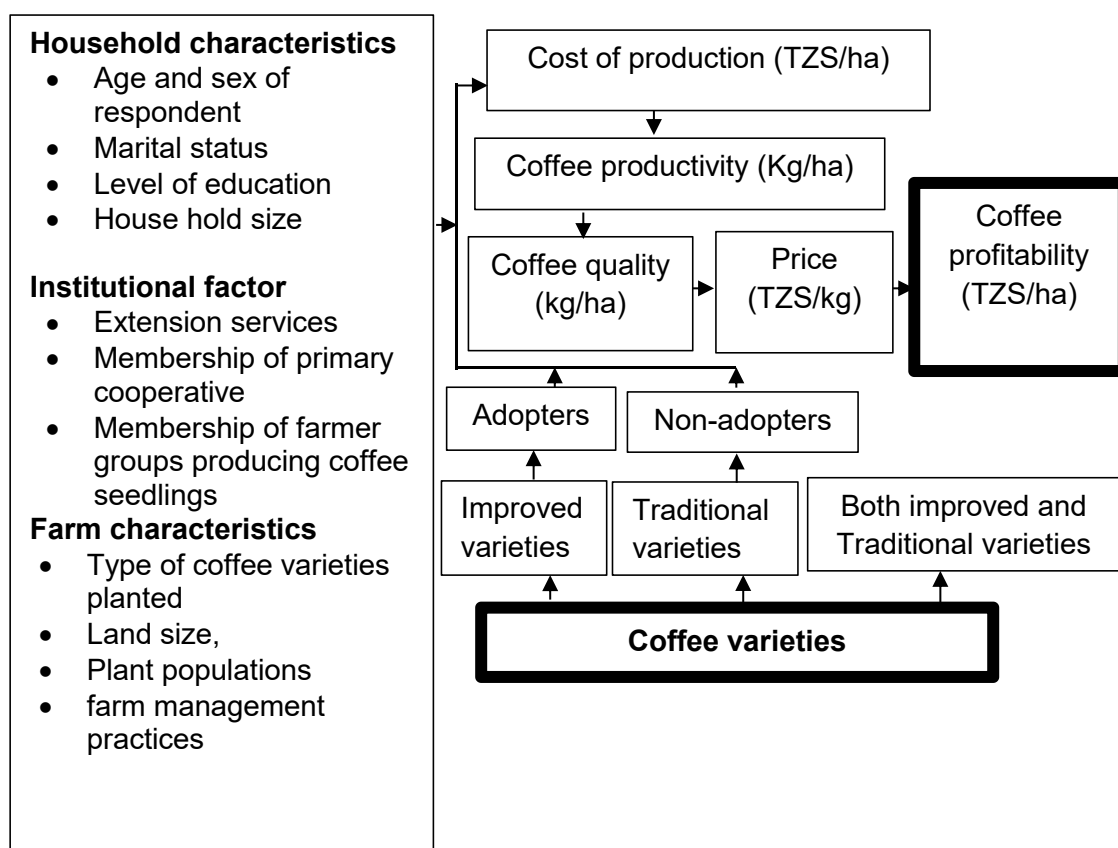 Household characteristics
• Age and sex of
respondent
• Marital status
• Level of education
• House hold size
Institutional factor
• Extension services
• Membership of primary
cooperative
• Membership of farmer
groups producing coffee
seedlings
Farm characteristics
• Type of coffee varieties
planted
• Land size,
• Plant populations
• farm management
practices
Cost of production (TZS/ha)
Coffee productivity (Kg/ha)
Coffee quality
(kg/ha)
Price
(TZS/kg)
Coffee
profitability
(TZS/ha)
Adopters
Non-adopters
Improved
varieties
Traditional
varieties
Both improved and
Traditional varieties
Coffee varieties